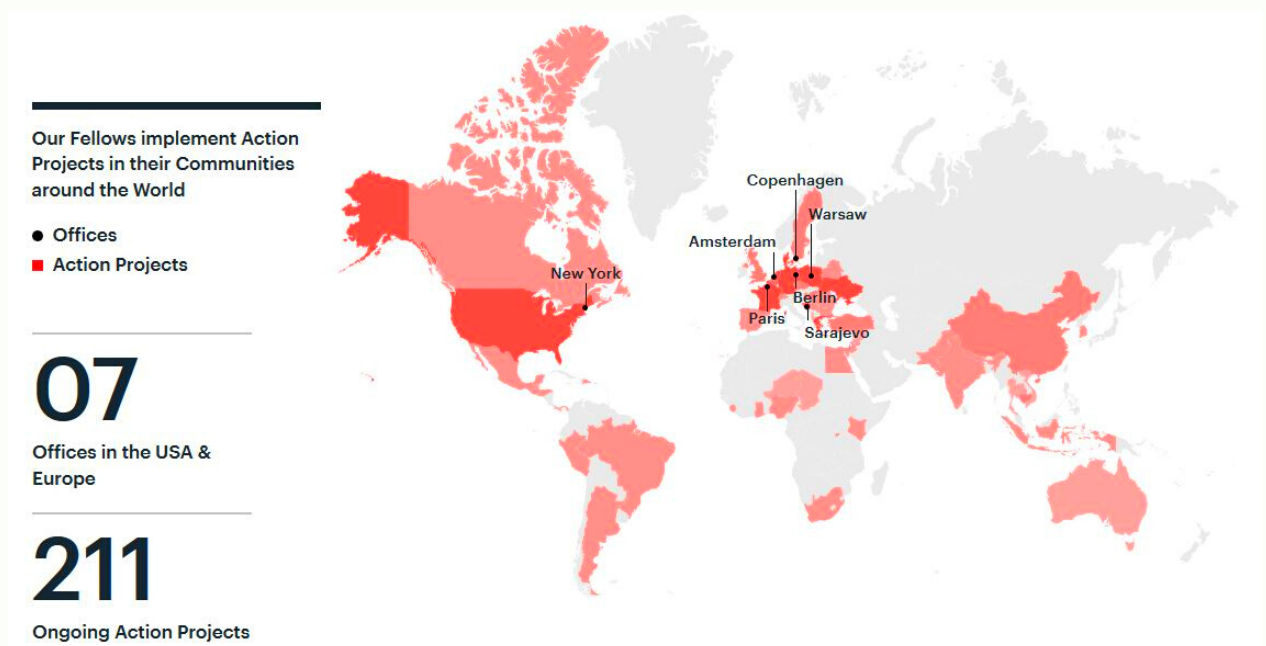 Our Fellows implement Action
Projects in their Communities
around the World
Offices
Action Projects
07
Offices in the USA &
Europe
211
Ongoing Action Projects
Copenhagen
Warsaw
Amsterdam
New York
Berlin
Paris
Sarajevo